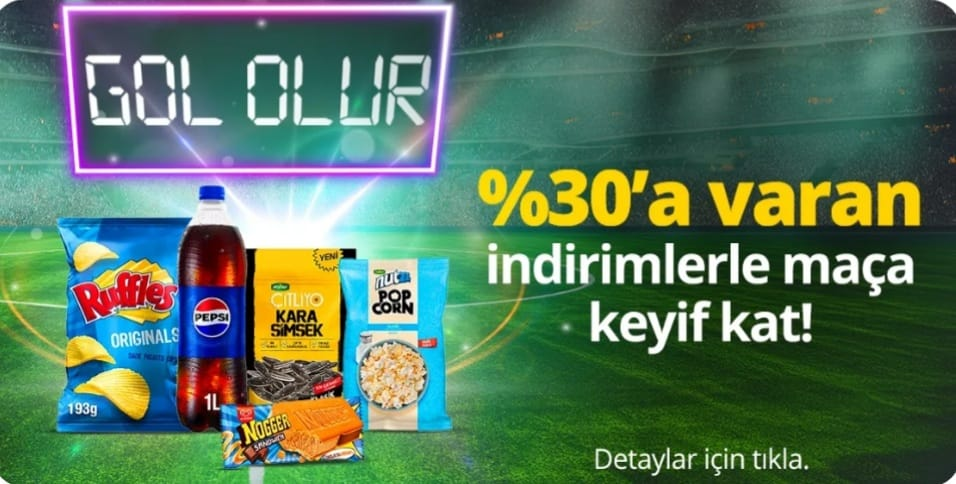 GOL OLUR
%30'a varan
indirimlerle maça
keyif kat!
Ruffles
ORIGINALS
193g
PEPSI
1L
YENİ
ÇITLIYO
KARA
ŞİMŞEK
nut
POP
CORN
NOGGER
SANDWICH
Detaylar için tıkla.